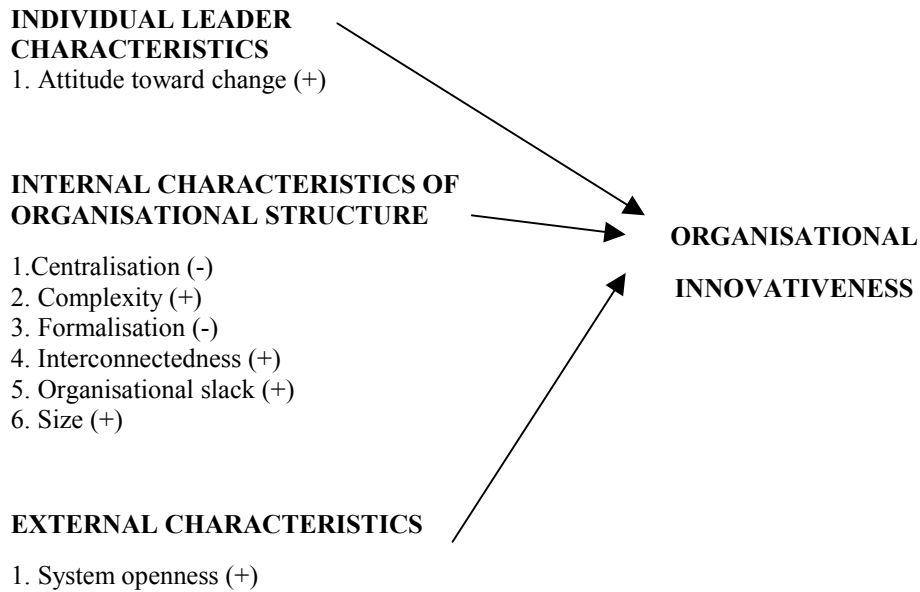 INDIVIDUAL LEADER
CHARACTERISTICS
1. Attitude toward change (+)
INTERNAL CHARACTERISTICS OF
ORGANISATIONAL STRUCTURE
1.Centralisation (-)
2. Complexity (+)
3. Formalisation (-)
4. Interconnectedness (+)
5. Organisational slack (+)
6. Size (+)
EXTERNAL CHARACTERISTICS
1. System openness (+)
ORGANISATIONAL
INNOVATIVENESS